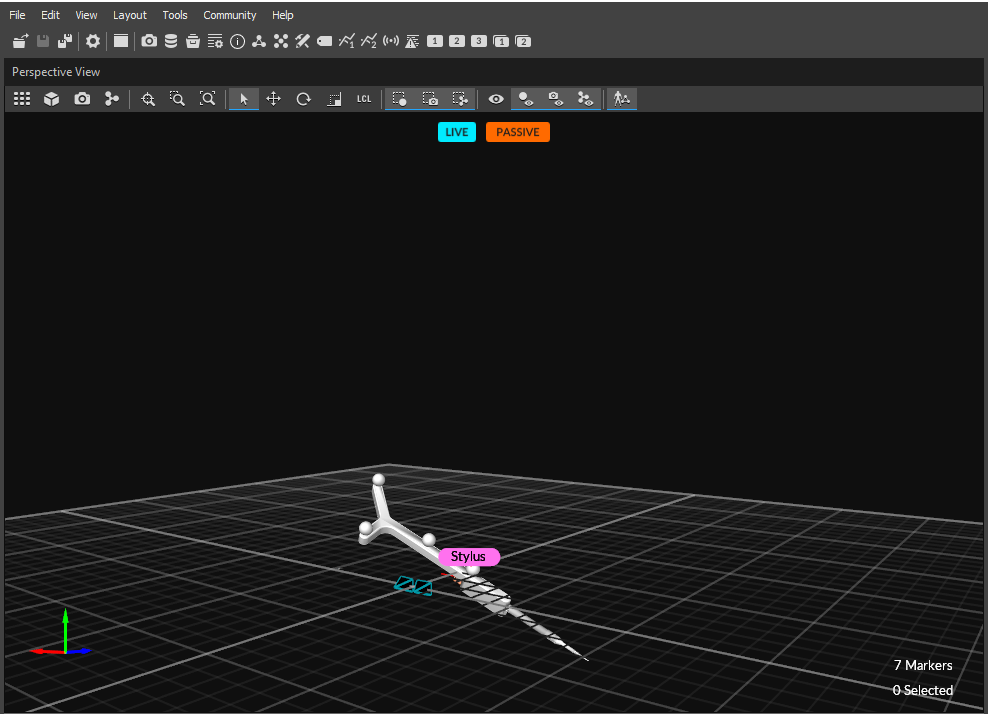 File Edit View Layout Tools Community Help
1 2 3 1 2
Perspective View
LCL
LIVE PASSIVE
Stylus
7 Markers
0 Selected